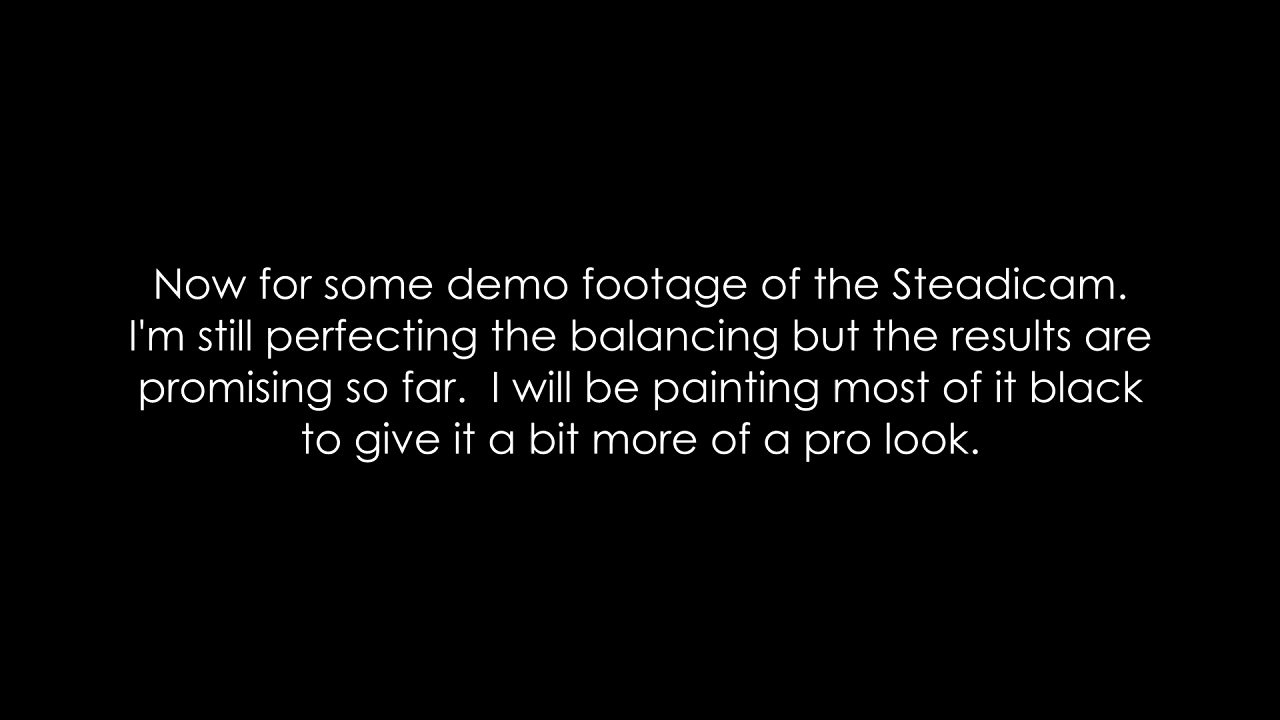 Now for some demo footage of the Steadicam.
I'm still perfecting the balancing but the results are
promising so far.  I will be painting most of it black
to give it a bit more of a pro look.